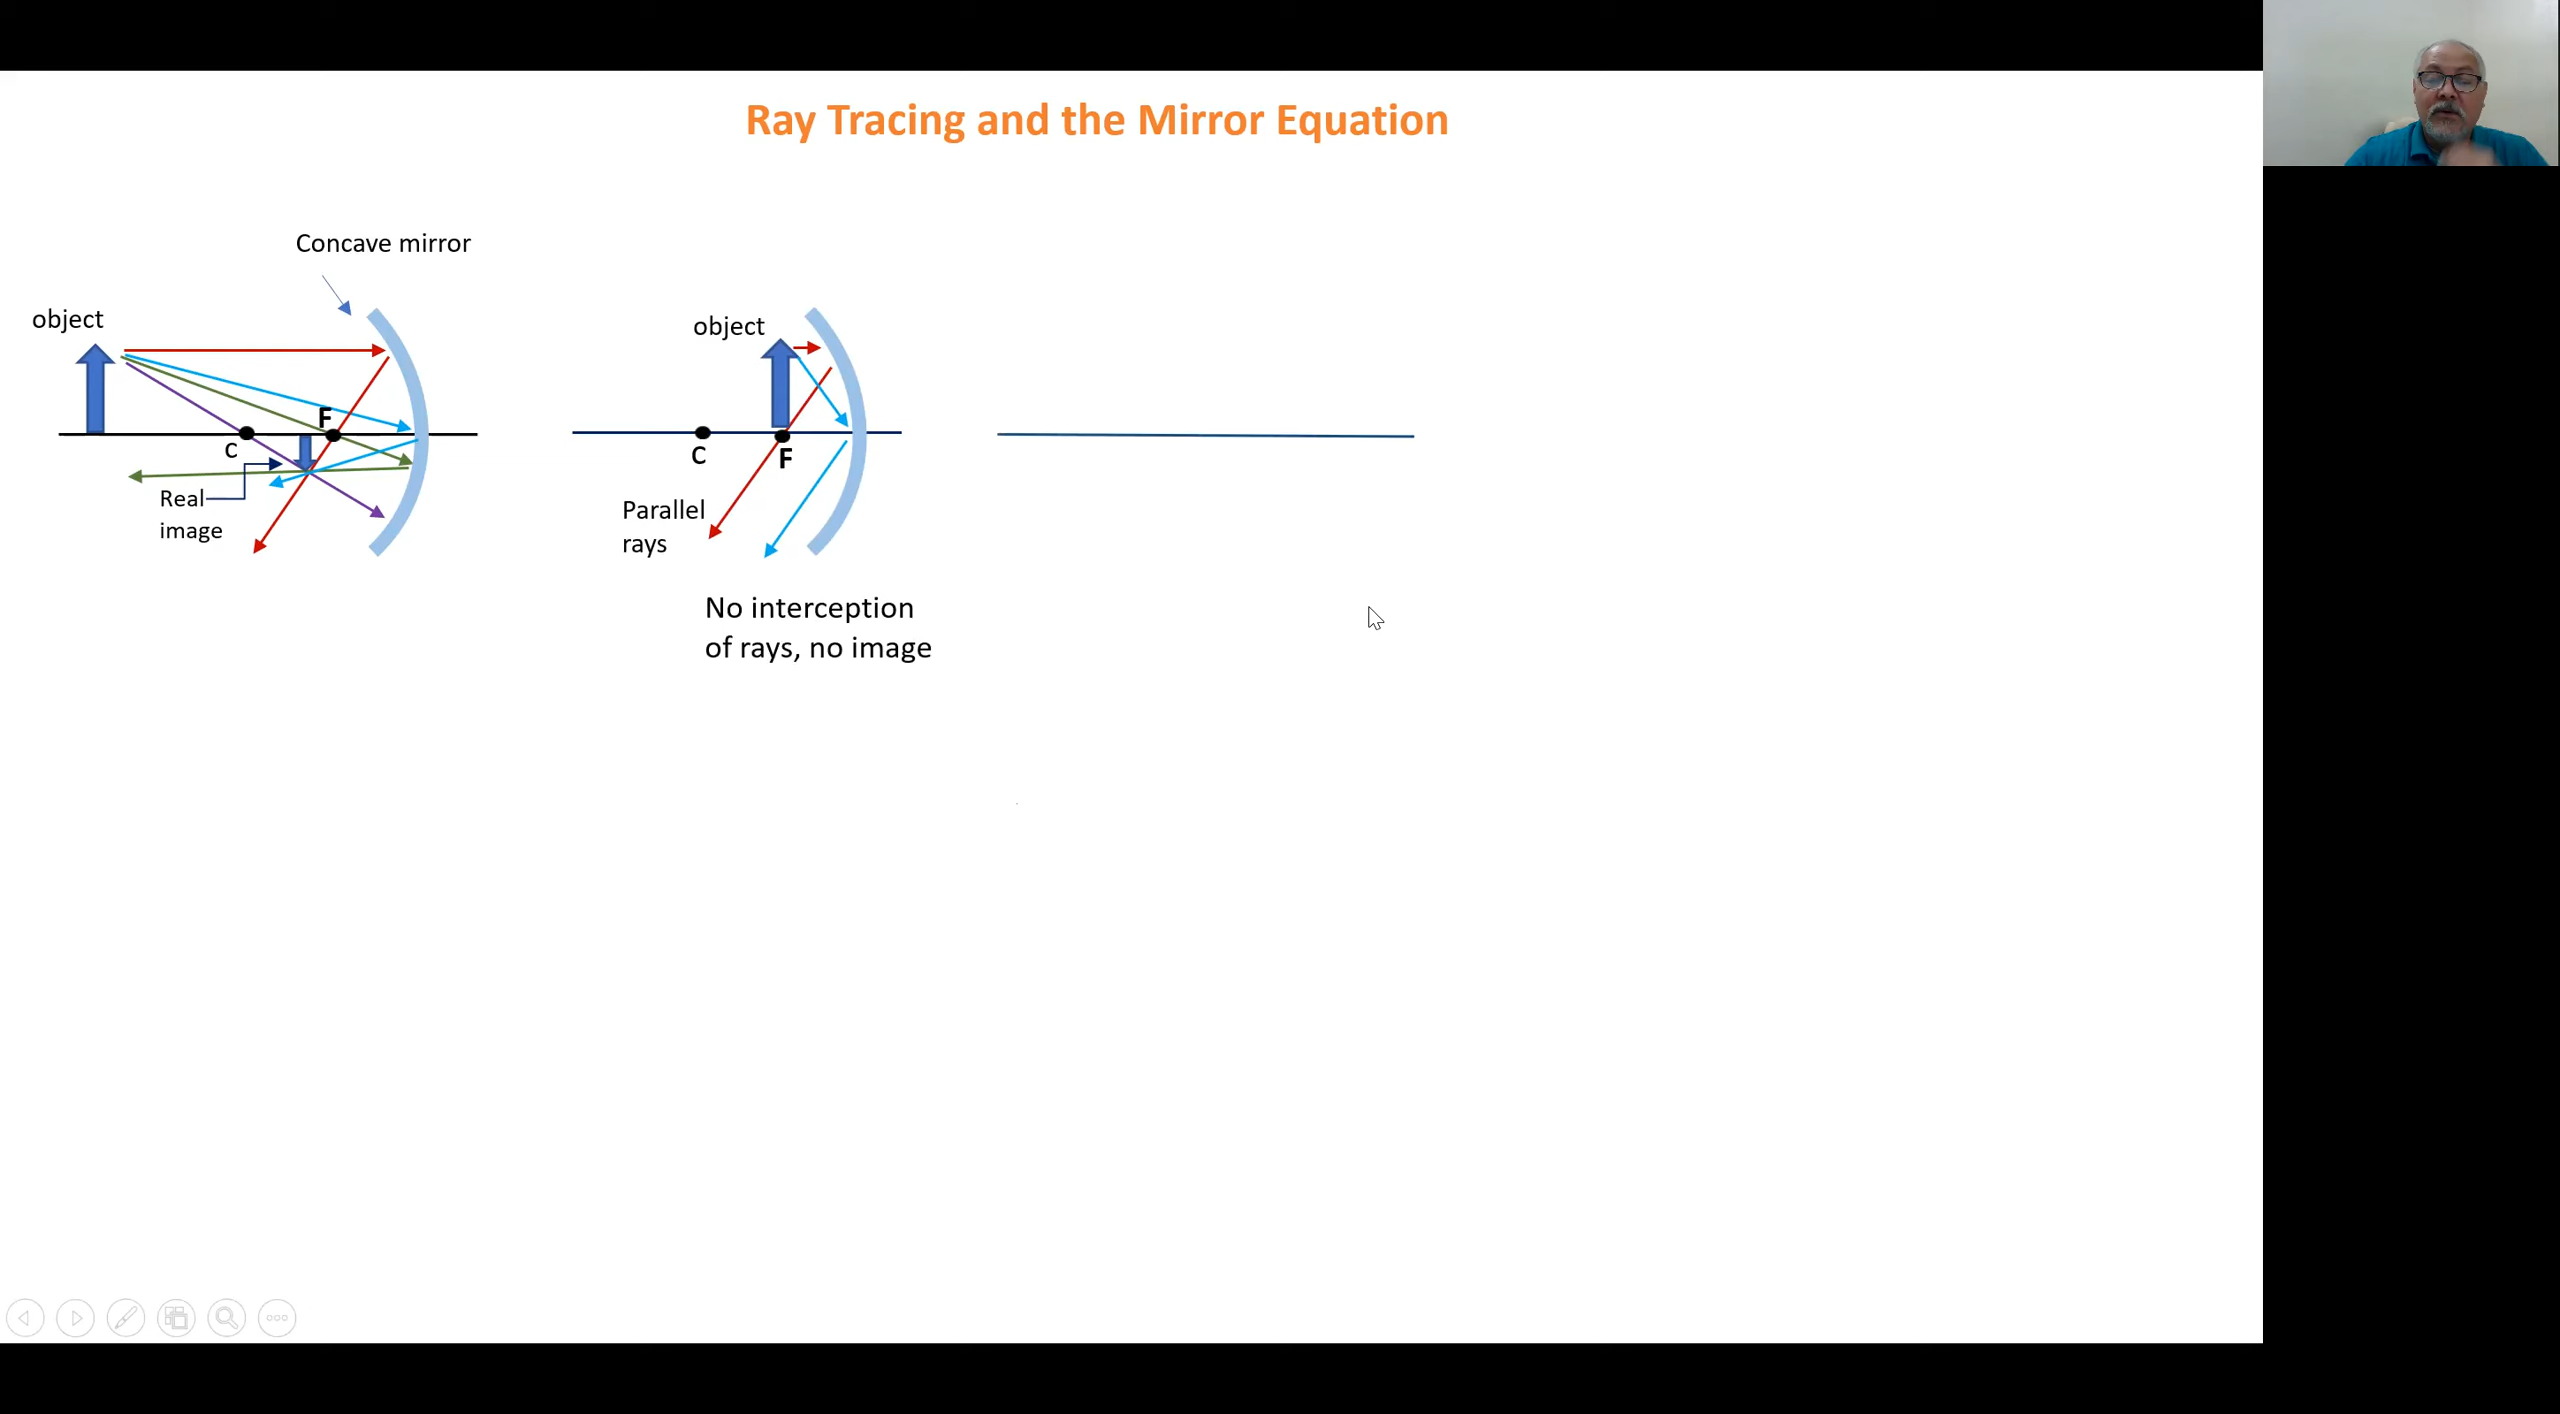 Ray Tracing and the Mirror Equation
Concave mirror
object
F
C
Real
image
object
C
F
Parallel
rays
No interception
of rays, no image